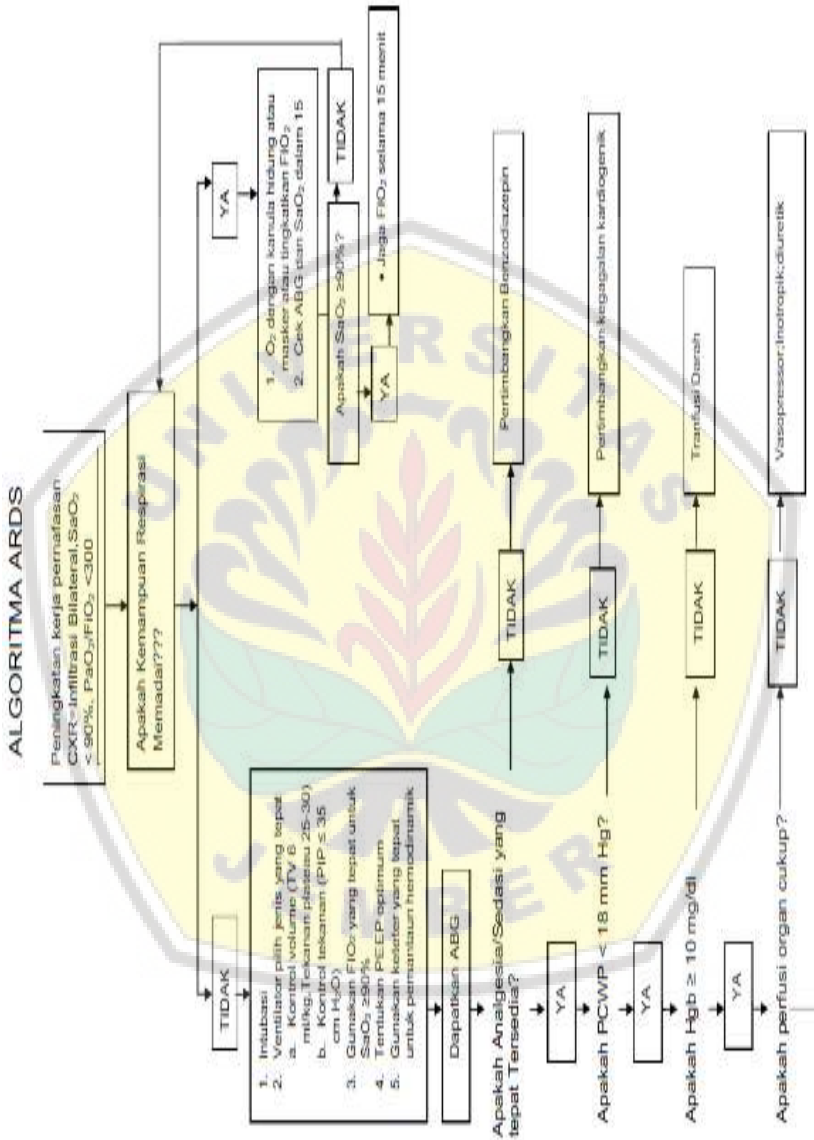 ALGORITMA ARDS
Peningkatan kerja pernafasan
CXR=Infiltrasi Bilateral,SaO₂
< 90%, PaO₂/FiO₂ <300
Apakah Kemampuan Respirasi
Memadai???
TIDAK
1. Intubasi
2. Ventilator pilih jenis yang tepat
a. Kontrol volume (TV 6
ml/kg,Tekanan plateau 25-30)
b. Kontrol tekanan (PIP ≤ 35
cm H₂O)
3. Gunakan FIO₂ yang tepat untuk
SaO₂ ≥90%
4. Tentukan PEEP optimum
5. Gunakan keteter yang tepat
untuk pemantaun hemodinamik
YA
1. O₂ dengan kanula hidung atau
masker atau tingkatkan FIO₂
2. Cek ABG dan SaO₂ dalam 15
Apakah SaO₂ ≥90%?
TIDAK
YA
• Jaga FIO₂ selama 15 menit
Dapatkan ABG
Apakah Analgesia/Sedasi yang
tepat Tersedia?
TIDAK
Pertimbangkan Benzodiazepin
YA
Apakah PCWP < 18 mm Hg?
TIDAK
Pertimbangkan kegagalan kardiogenik
YA
Apakah Hgb ≥ 10 mg/dl
TIDAK
Tranfusi Darah
YA
Apakah perfusi organ cukup?
TIDAK
Vasopressor;Inotropik;diuretik
UNIVERSITAS
JEMBER